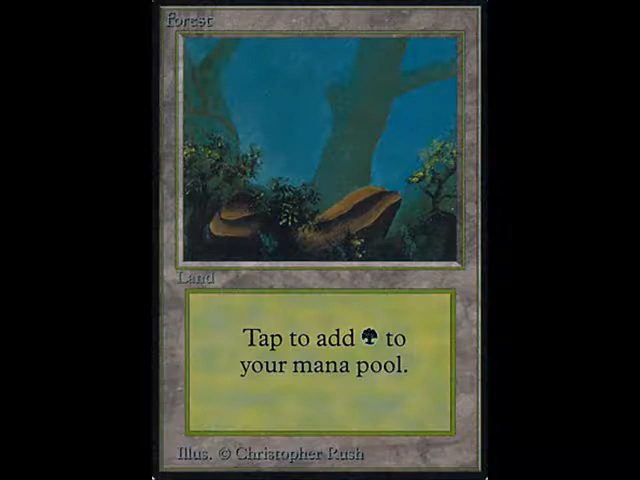 Forest
Land
Tap to add to
your mana pool.
Illus. © Christopher Rush